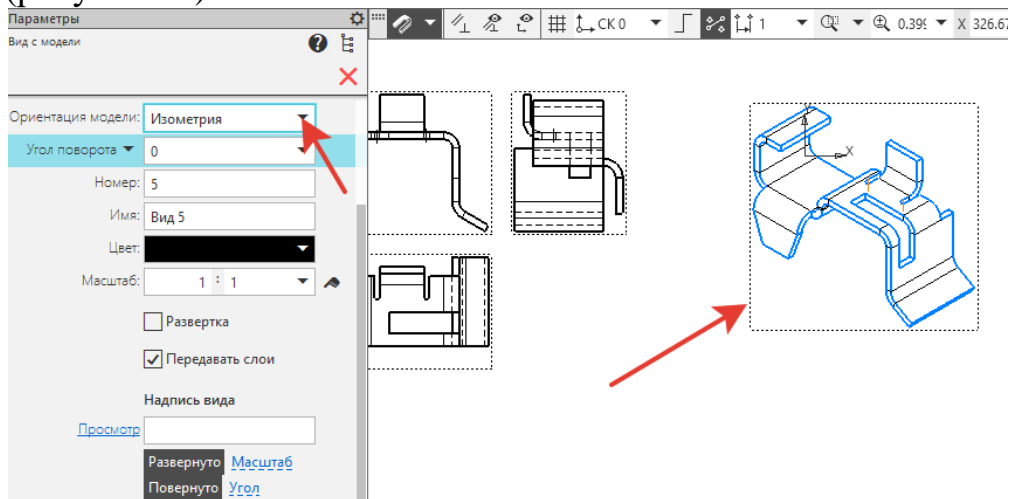 Параметры
СК 0
1
0.399
X 326.67
Вид с модели
Ориентация модели: Изометрия
Угол поворота 0
Номер: 5
Имя: Вид 5
Цвет:
Масштаб: 1 : 1
Развертка
Передавать слои
Надпись вида
Просмотр
Развернуто Масштаб
Повернуто Угол
Y
X